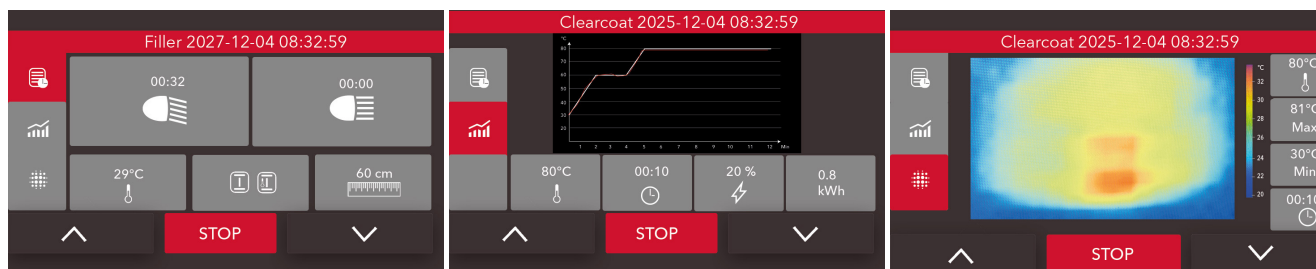 Filler 2027-12-04 08:32:59
00:32
00:00
29°C
60 cm
STOP
Clearcoat 2025-12-04 08:32:59
°C
80
70
60
50
40
30
20
1 2 3 4 5 6 7 8 9 10 11 12 Min
80°C
00:10
20 %
0.8
kWh
STOP
Clearcoat 2025-12-04 08:32:59
°C
32
30
28
26
24
22
20
80°C
81°C
Max
30°C
Min
00:10
STOP